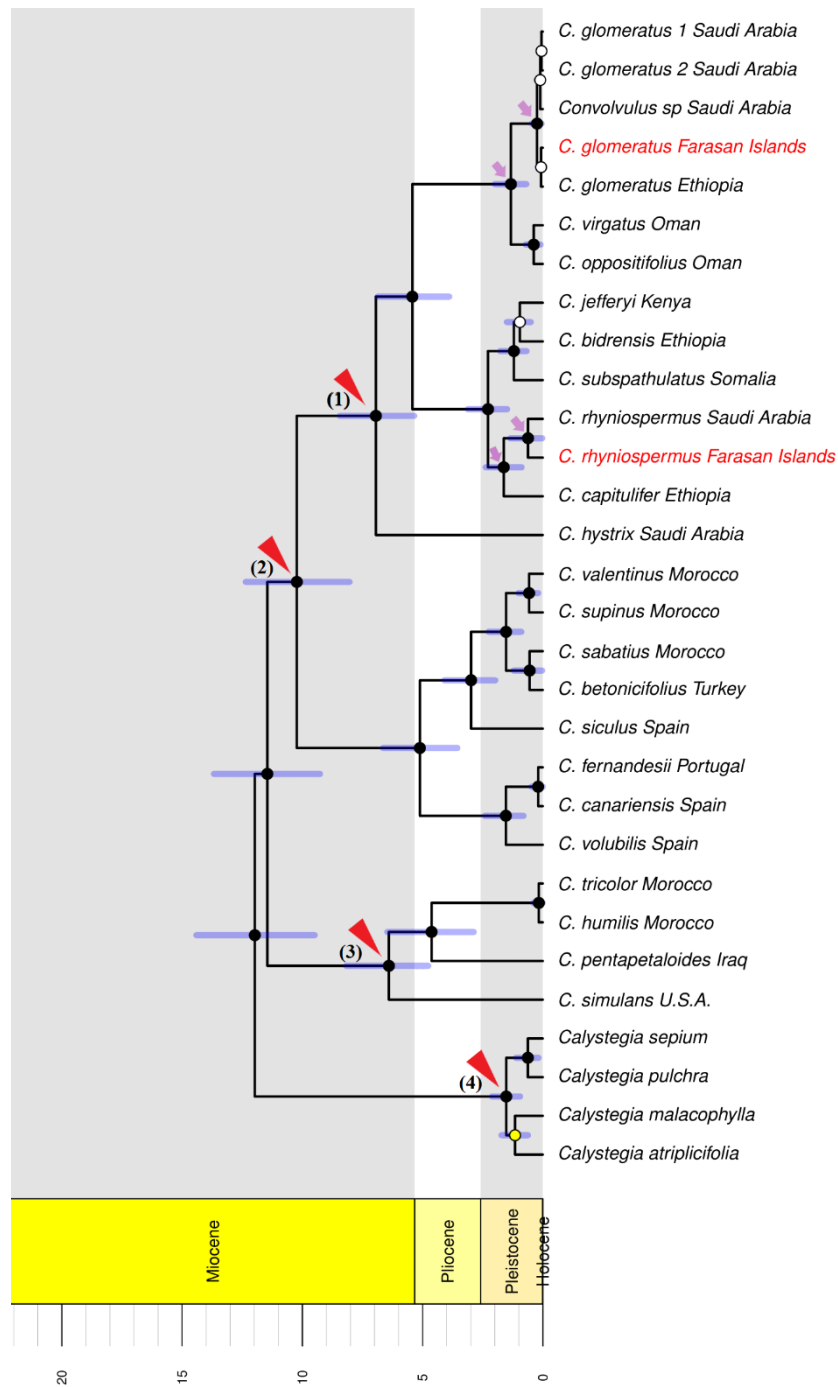 C. glomeratus 1 Saudi Arabia
C. glomeratus 2 Saudi Arabia
Convolvulus sp Saudi Arabia
C. glomeratus Farasan Islands
C. glomeratus Ethiopia
C. virgatus Oman
C. oppositifolius Oman
C. jefferyi Kenya
C. bidrensis Ethiopia
C. subspathulatus Somalia
(1)
C. rhyniospermus Saudi Arabia
C. rhyniospermus Farasan Islands
C. capitulifer Ethiopia
C. hystrix Saudi Arabia
(2)
C. valentinus Morocco
C. supinus Morocco
C. sabatius Morocco
C. betonicifolius Turkey
C. siculus Spain
C. fernandesii Portugal
C. canariensis Spain
C. volubilis Spain
C. tricolor Morocco
C. humilis Morocco
(3)
C. pentapetaloides Iraq
C. simulans U.S.A.
Calystegia sepium
(4)
Calystegia pulchra
Calystegia malacophylla
Calystegia atriplicifolia
Miocene
Pliocene
Pleistocene
Holocene
20
15
10
5
0